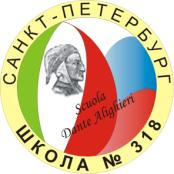 САНКТ-ПЕТЕРБУРГ
Scuola
Dante Alighieri
ШКОЛА № 318